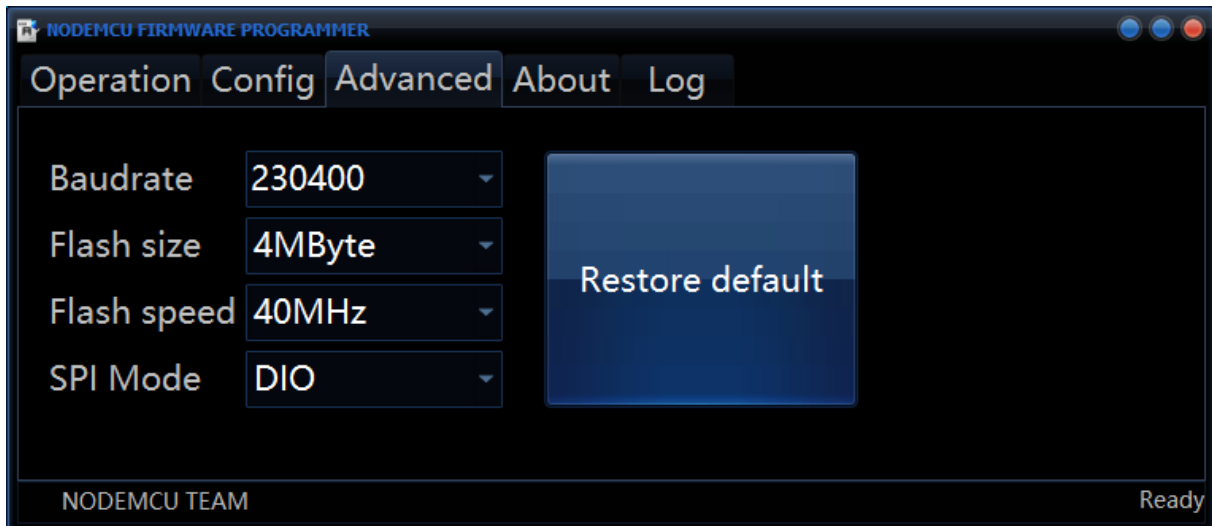 NODEMCU FIRMWARE PROGRAMMER
Operation Config Advanced About Log
Baudrate 230400
Flash size 4MByte
Flash speed 40MHz
SPI Mode DIO
Restore default
NODEMCU TEAM Ready